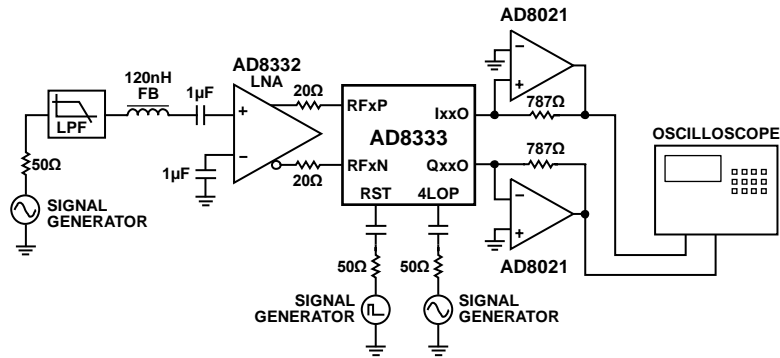 AD8021
120nH
FB
AD8332
LNA
1μF
20Ω
787Ω
LPF
RFxP
IxxO
–
+
AD8333
OSCILLOSCOPE
50Ω
1μF
+
–
787Ω
RFxN
QxxO
20Ω
RST
4LOP
–
+
SIGNAL
GENERATOR
AD8021
50Ω
50Ω
SIGNAL
GENERATOR
SIGNAL
GENERATOR